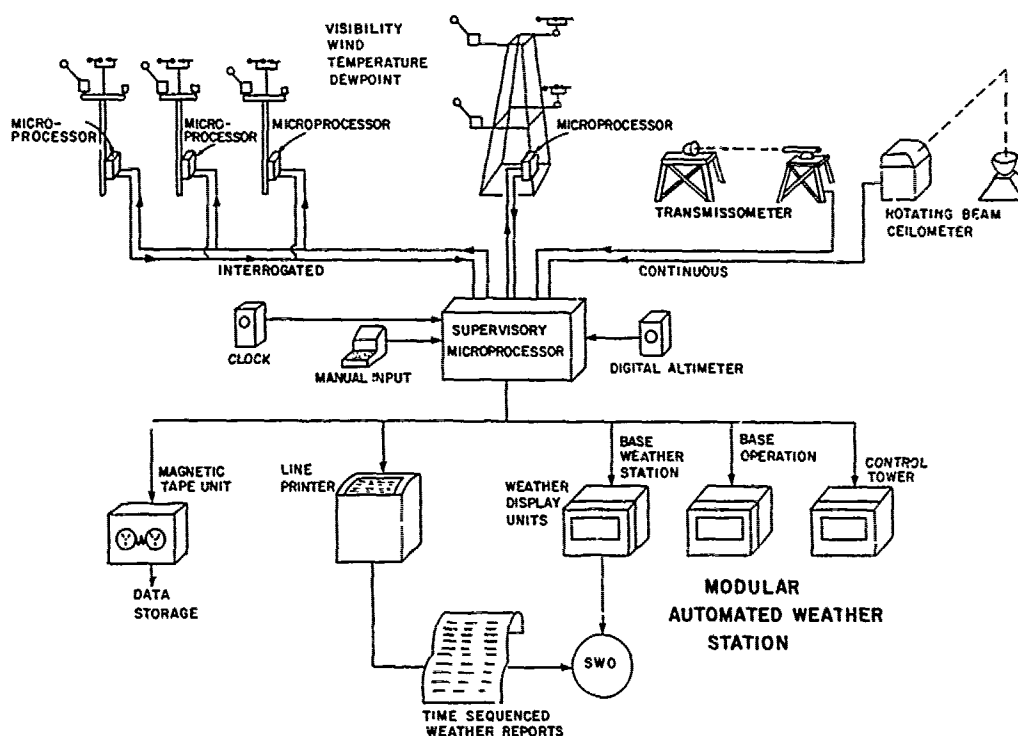 VISIBILITY
WIND
TEMPERATURE
DEWPOINT
MICRO-
PROCESSOR
MICRO-
PROCESSOR
MICROPROCESSOR
MICROPROCESSOR
TRANSMISSOMETER
ROTATING BEAM
CEILOMETER
INTERROGATED
CONTINUOUS
SUPERVISORY
MICROPROCESSOR
CLOCK
MANUAL INPUT
DIGITAL ALTIMETER
MAGNETIC
TAPE UNIT
LINE
PRINTER
BASE
WEATHER
STATION
WEATHER
DISPLAY
UNITS
BASE
OPERATION
CONTROL
TOWER
DATA
STORAGE
MODULAR
AUTOMATED WEATHER
STATION
SWO
TIME SEQUENCED
WEATHER REPORTS